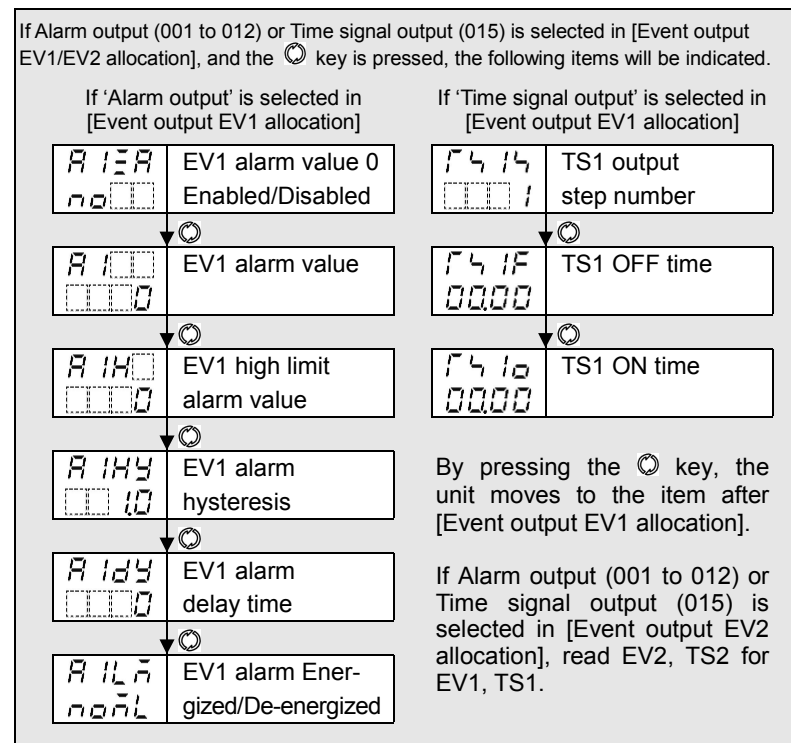 If Alarm output (001 to 012) or Time signal output (015) is selected in [Event output
EV1/EV2 allocation], and the key is pressed, the following items will be indicated.
If 'Alarm output' is selected in
[Event output EV1 allocation]
A1ZA EV1 alarm value 0
no Enabled/Disabled
A1 EV1 alarm value
0
A1H EV1 high limit
0 alarm value
A1HY EV1 alarm
1.0 hysteresis
A1dY EV1 alarm
0 delay time
A1LM EV1 alarm Ener-
noML gized/De-energized
If 'Time signal output' is selected in
[Event output EV1 allocation]
TS1S TS1 output
1 step number
TS1F TS1 OFF time
00.00
TS1o TS1 ON time
00.00
By pressing the key, the
unit moves to the item after
[Event output EV1 allocation].
If Alarm output (001 to 012) or
Time signal output (015) is
selected in [Event output EV2
allocation], read EV2, TS2 for
EV1, TS1.